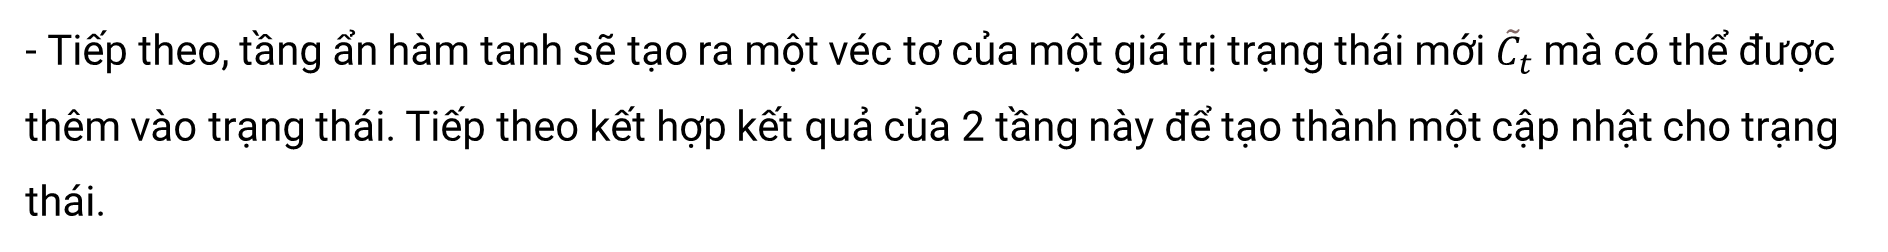 - Tiếp theo, tầng ẩn hàm tanh sẽ tạo ra một véc tơ của một giá trị trạng thái mới C̃ₜ mà có thể được
thêm vào trạng thái. Tiếp theo kết hợp kết quả của 2 tầng này để tạo thành một cập nhật cho trạng
thái.